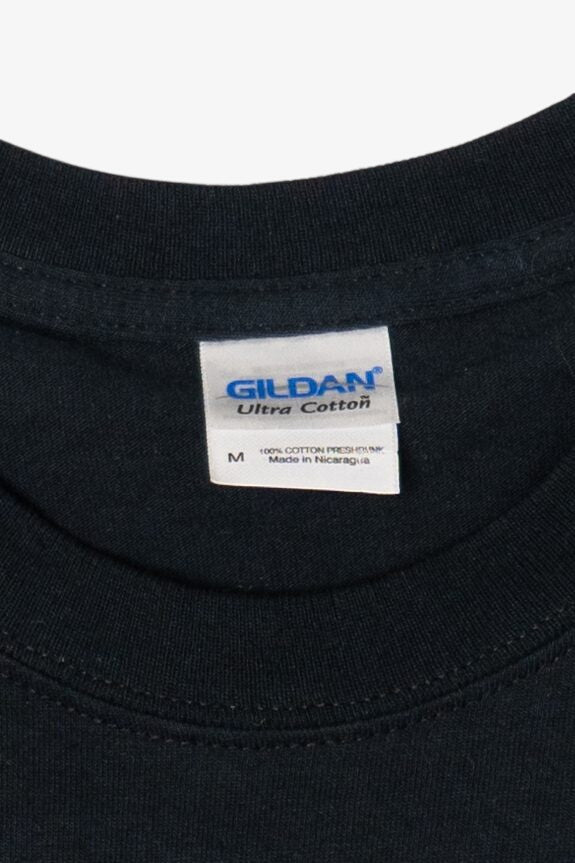 GILDAN®
Ultra Cottoñ
M
100% COTTON PRESHRUNK
Made in Nicaragua